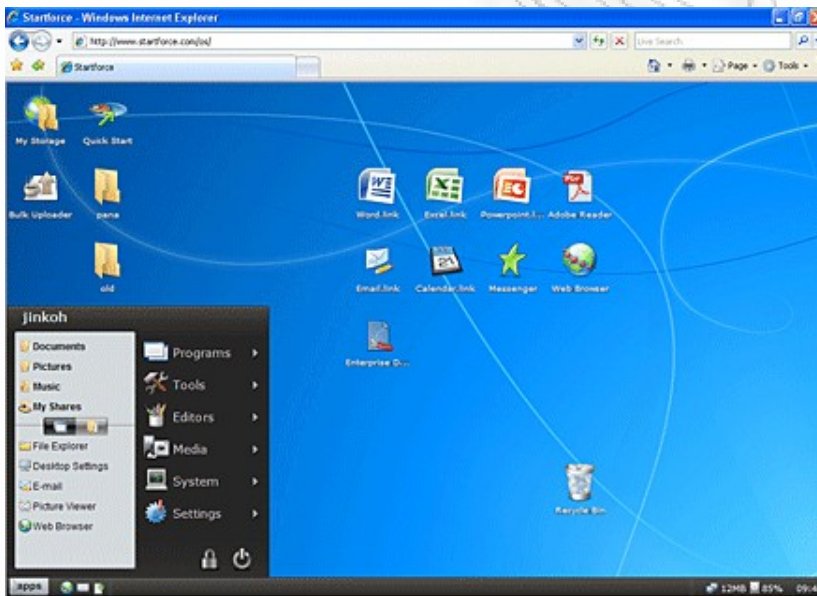 Startforce - Windows Internet Explorer
http://www.startforce.com/os/
Live Search
Startforce
Page
Tools
My Storage
Quick Start
Bulk Uploader
pana
old
Word.link
Excel.link
Powerpoint.l...
Adobe Reader
Email.link
Calendar.link
Messenger
Web Browser
Enterprise D...
Recycle Bin
jinkoh
Documents
Pictures
Music
My Shares
File Explorer
Desktop Settings
E-mail
Picture Viewer
Web Browser
Programs
Tools
Editors
Media
System
Settings
apps
12MB 85% 09:4